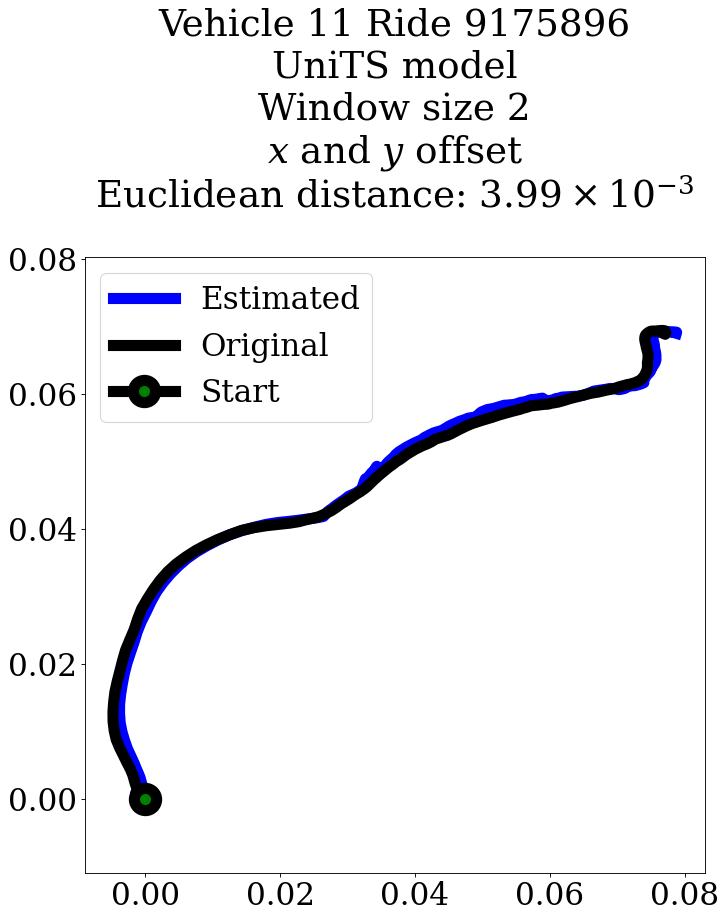 Vehicle 11 Ride 9175896
UniTS model
Window size 2
x and y offset
Euclidean distance: 3.99 × 10⁻³
0.08
0.06
0.04
0.02
0.00
Estimated
Original
Start
0.00 0.02 0.04 0.06 0.08